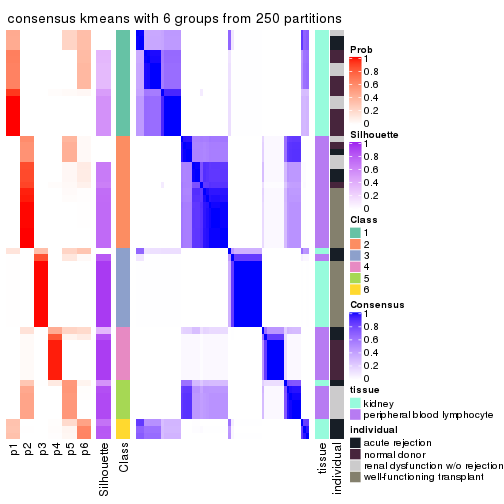 consensus kmeans with 6 groups from 250 partitions
Prob
1
0.8
0.6
0.4
0.2
0
Silhouette
1
0.8
0.6
0.4
0.2
0
Class
1
2
3
4
5
6
Consensus
1
0.8
0.6
0.4
0.2
0
tissue
kidney
peripheral blood lymphocyte
individual
acute rejection
normal donor
renal dysfunction w/o rejection
well-functioning transplant
p1
p2
p3
p4
p5
p6
Silhouette
Class
tissue
individual